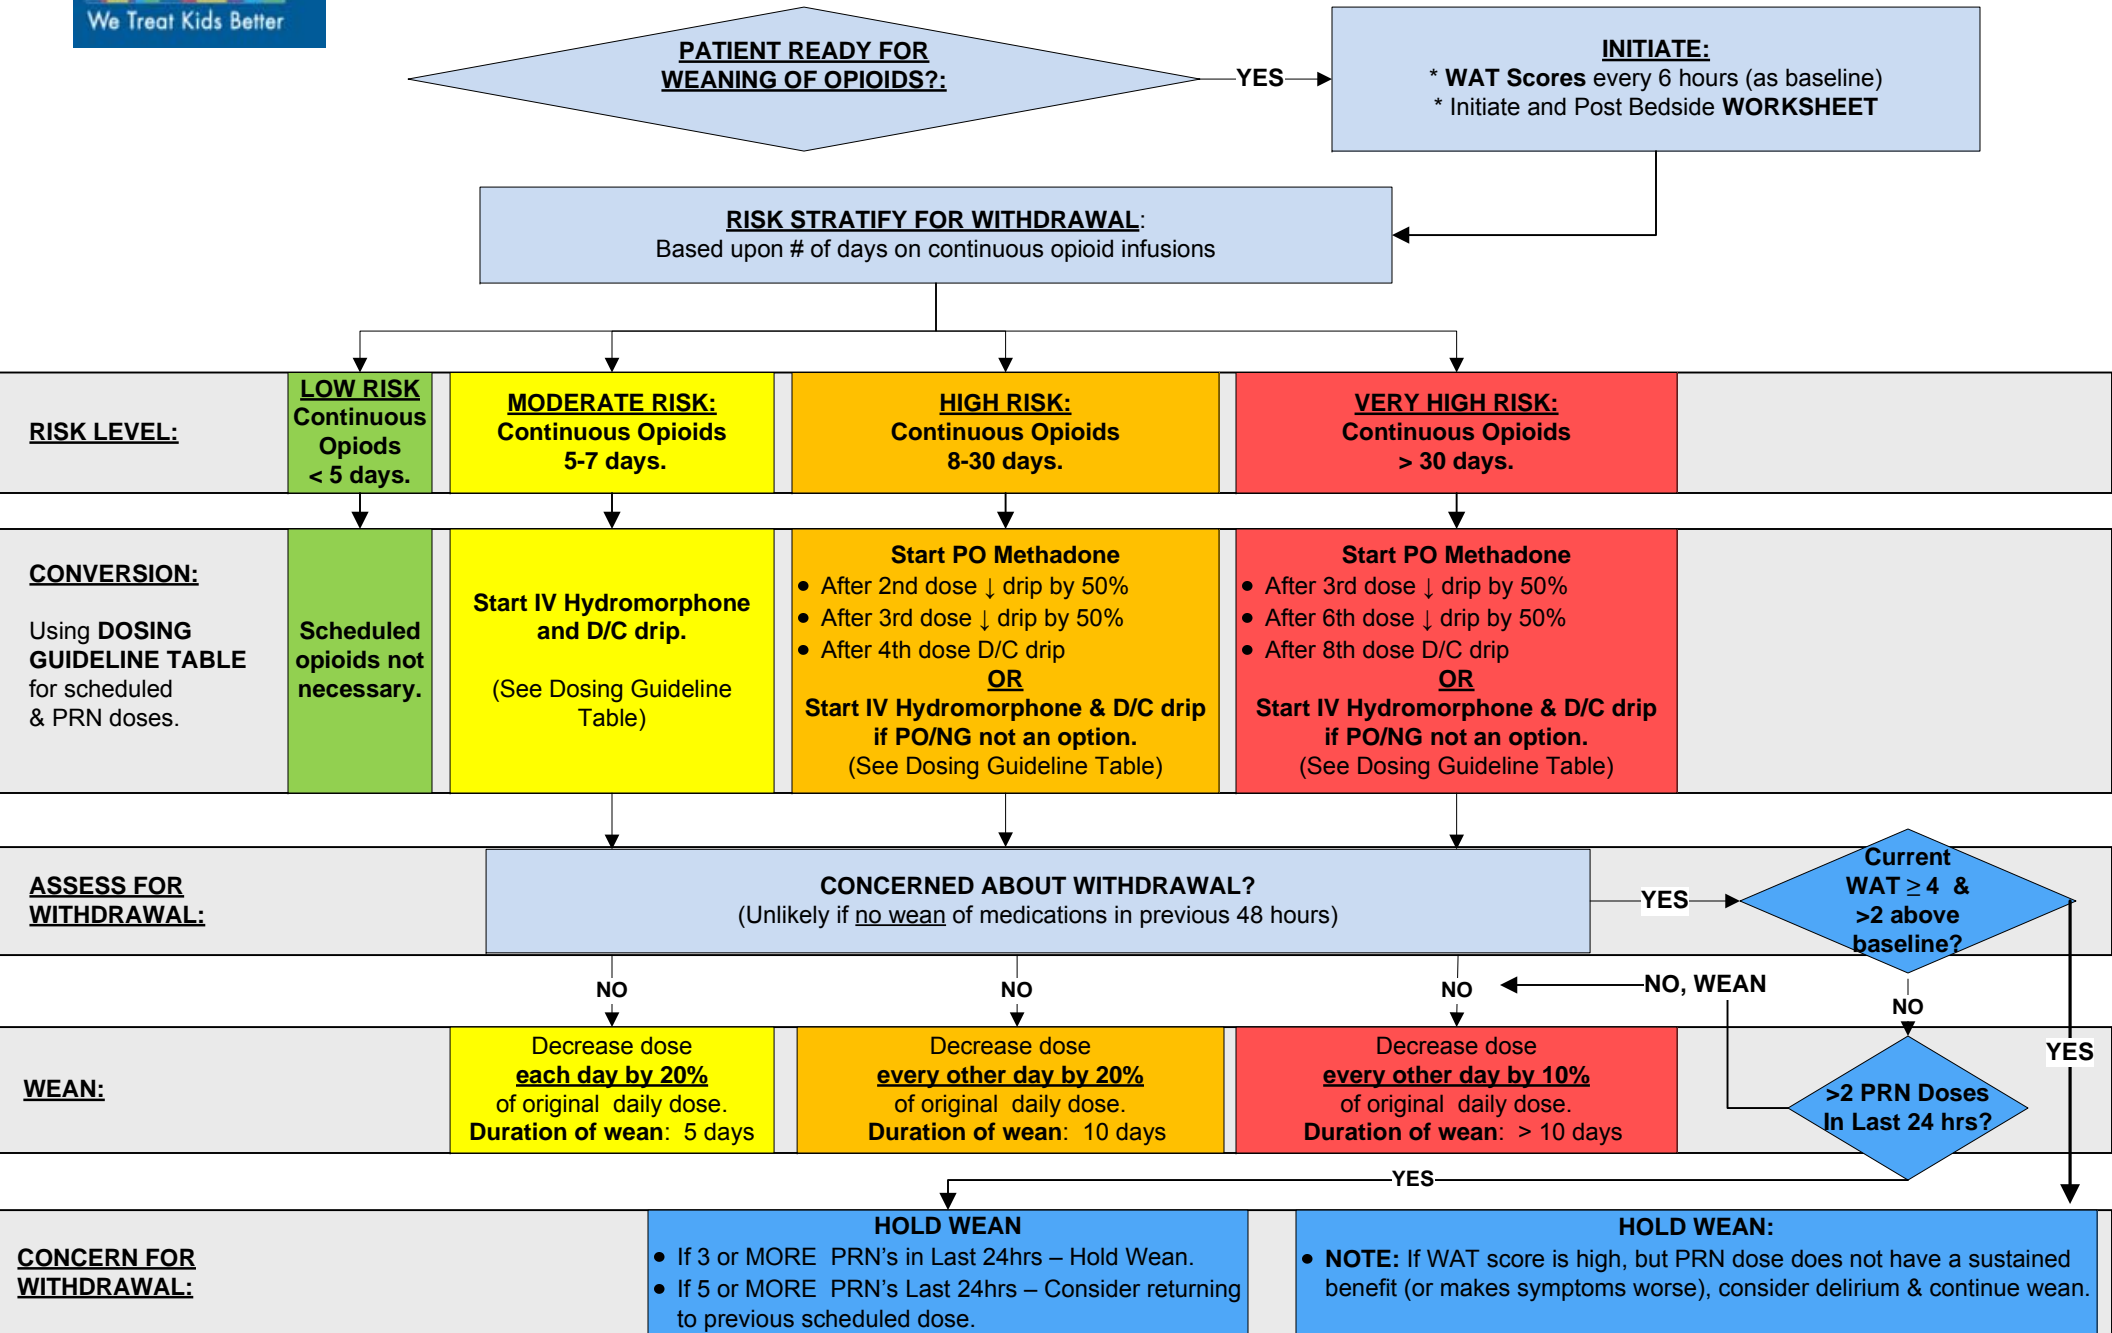 We Treat Kids Better
PATIENT READY FOR
WEANING OF OPIOIDS?:
YES
INITIATE:
* WAT Scores every 6 hours (as baseline)
* Initiate and Post Bedside WORKSHEET
RISK STRATIFY FOR WITHDRAWAL:
Based upon # of days on continuous opioid infusions
RISK LEVEL:
LOW RISK
Continuous
Opiods
< 5 days.
MODERATE RISK:
Continuous Opioids
5-7 days.
HIGH RISK:
Continuous Opioids
8-30 days.
VERY HIGH RISK:
Continuous Opioids
> 30 days.
CONVERSION:
Using DOSING
GUIDELINE TABLE
for scheduled
& PRN doses.
Scheduled
opioids not
necessary.
Start IV Hydromorphone
and D/C drip.
(See Dosing Guideline
Table)
Start PO Methadone
• After 2nd dose ↓ drip by 50%
• After 3rd dose ↓ drip by 50%
• After 4th dose D/C drip
OR
Start IV Hydromorphone & D/C drip
if PO/NG not an option.
(See Dosing Guideline Table)
Start PO Methadone
• After 3rd dose ↓ drip by 50%
• After 6th dose ↓ drip by 50%
• After 8th dose D/C drip
OR
Start IV Hydromorphone & D/C drip
if PO/NG not an option.
(See Dosing Guideline Table)
ASSESS FOR
WITHDRAWAL:
CONCERNED ABOUT WITHDRAWAL?
(Unlikely if no wean of medications in previous 48 hours)
YES
Current
WAT ≥ 4 &
>2 above
baseline?
NO
NO
NO
NO, WEAN
NO
YES
WEAN:
Decrease dose
each day by 20%
of original daily dose.
Duration of wean: 5 days
Decrease dose
every other day by 20%
of original daily dose.
Duration of wean: 10 days
Decrease dose
every other day by 10%
of original daily dose.
Duration of wean: > 10 days
>2 PRN Doses
In Last 24 hrs?
YES
CONCERN FOR
WITHDRAWAL:
HOLD WEAN
• If 3 or MORE PRN's in Last 24hrs – Hold Wean.
• If 5 or MORE PRN's Last 24hrs – Consider returning
to previous scheduled dose.
HOLD WEAN:
• NOTE: If WAT score is high, but PRN dose does not have a sustained
benefit (or makes symptoms worse), consider delirium & continue wean.